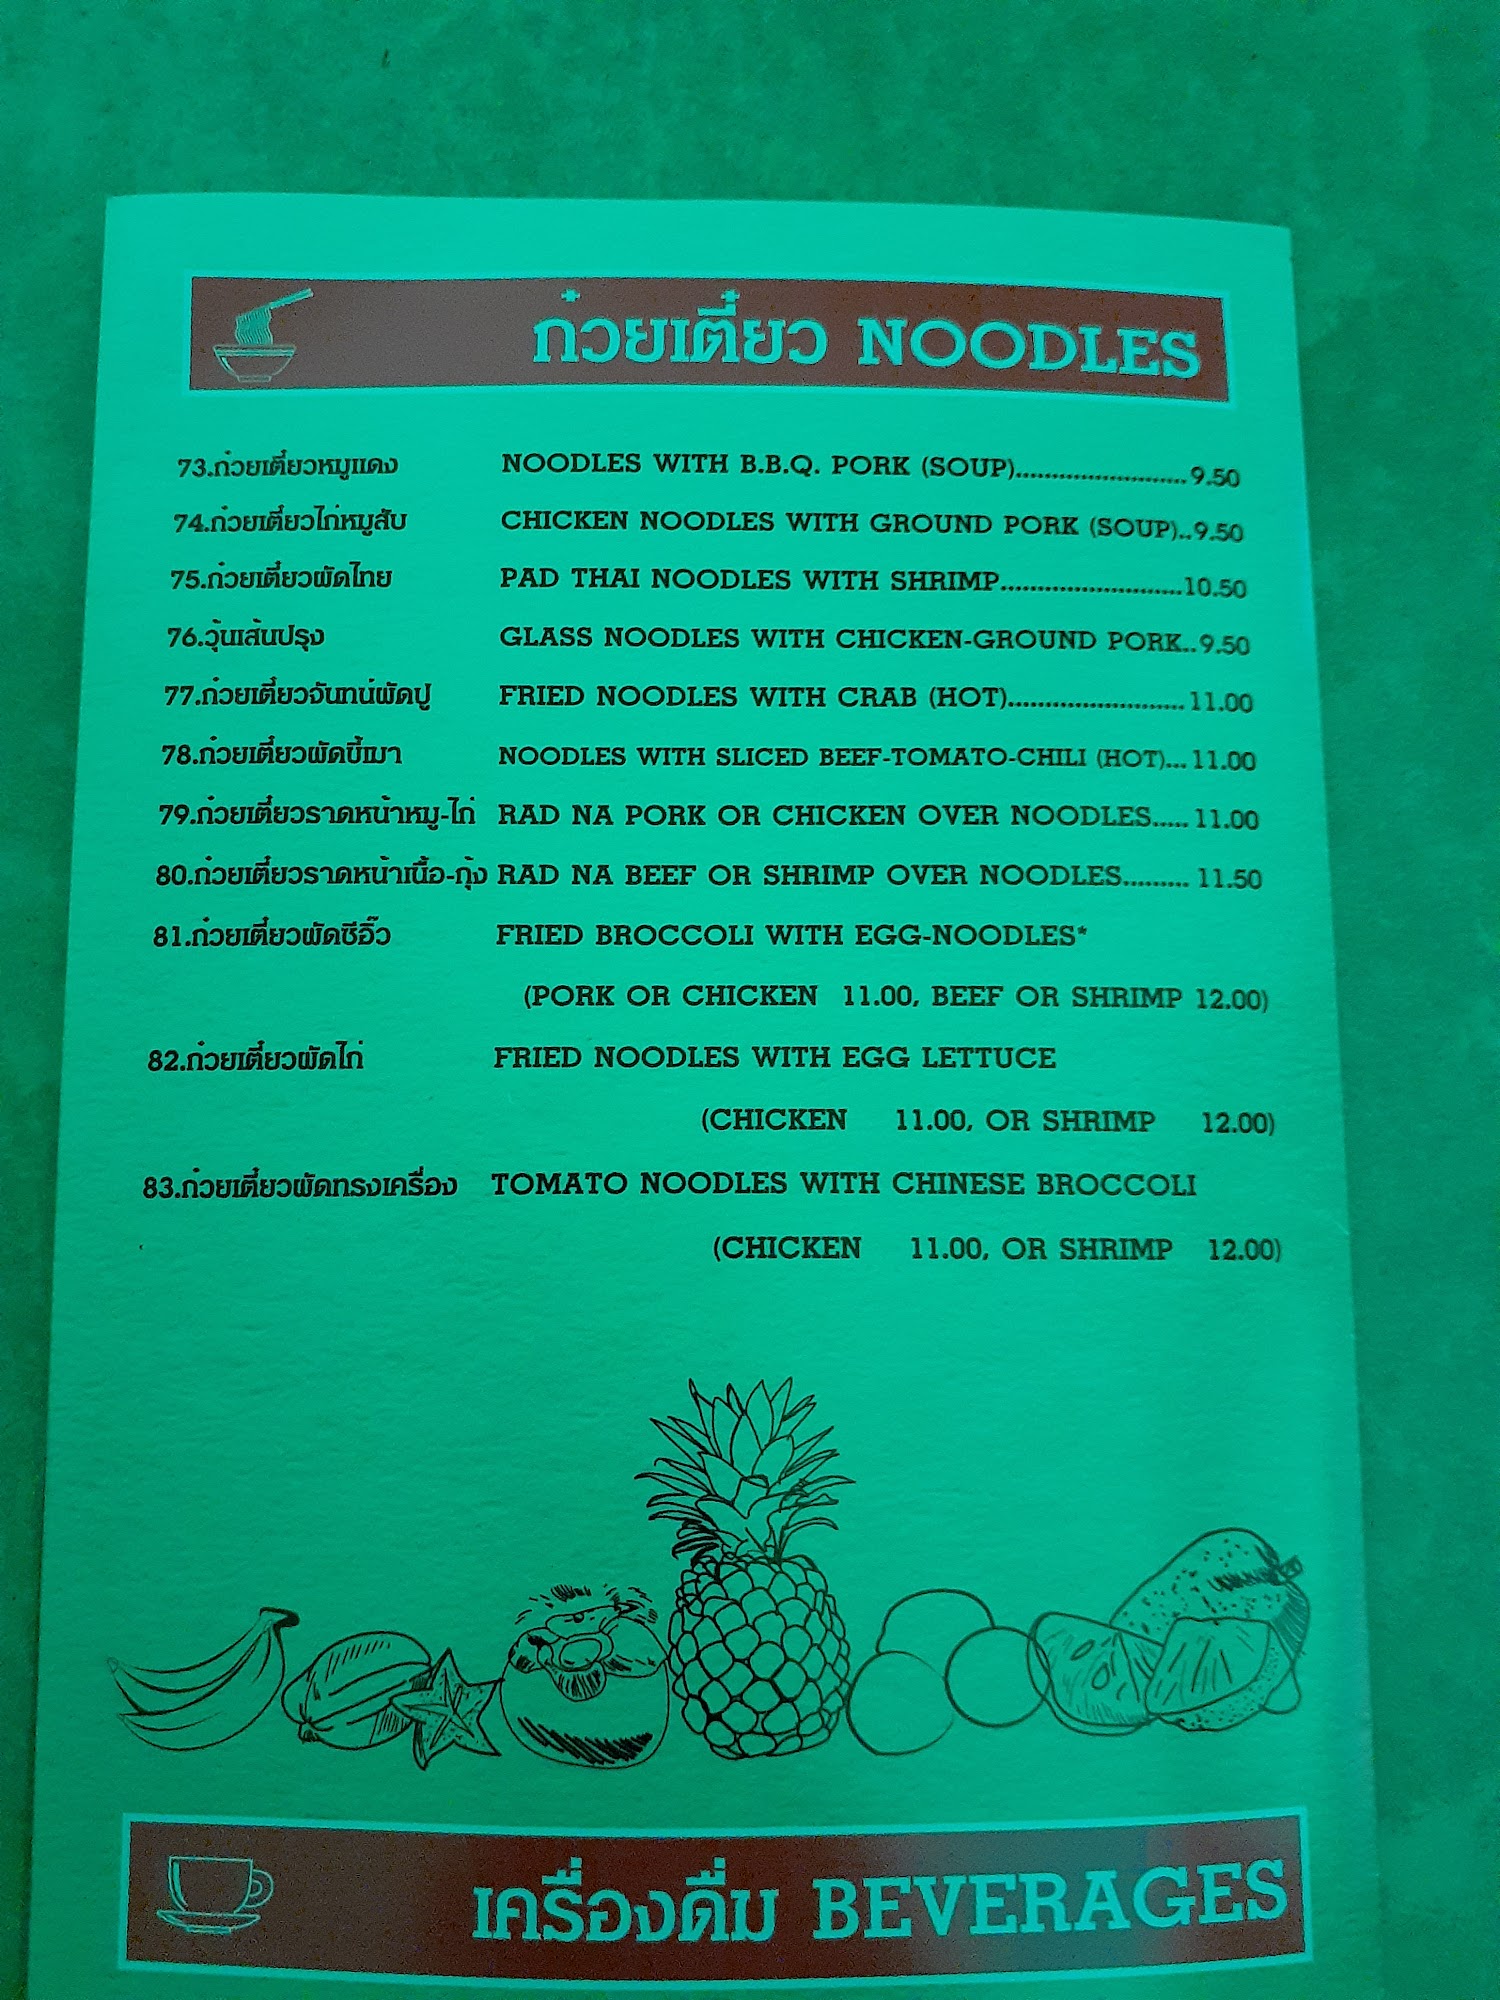 ก๋วยเตี๋ยว NOODLES
73.ก๋วยเตี๋ยวหมูแดง NOODLES WITH B.B.Q. PORK (SOUP)........................9.50
74.ก๋วยเตี๋ยวไก่หมูสับ CHICKEN NOODLES WITH GROUND PORK (SOUP)..9.50
75.ก๋วยเตี๋ยวผัดไทย PAD THAI NOODLES WITH SHRIMP.........................10.50
76.วุ้นเส้นปรุง GLASS NOODLES WITH CHICKEN-GROUND PORK..9.50
77.ก๋วยเตี๋ยวจันทน์ผัดปู FRIED NOODLES WITH CRAB (HOT)........................11.00
78.ก๋วยเตี๋ยวผัดขี้เมา NOODLES WITH SLICED BEEF-TOMATO-CHILI (HOT)...11.00
79.ก๋วยเตี๋ยวราดหน้าหมู-ไก่ RAD NA PORK OR CHICKEN OVER NOODLES.....11.00
80.ก๋วยเตี๋ยวราดหน้าเนื้อ-กุ้ง RAD NA BEEF OR SHRIMP OVER NOODLES......... 11.50
81.ก๋วยเตี๋ยวผัดซีอิ๊ว FRIED BROCCOLI WITH EGG-NOODLES*
(PORK OR CHICKEN 11.00, BEEF OR SHRIMP 12.00)
82.ก๋วยเตี๋ยวผัดไก่ FRIED NOODLES WITH EGG LETTUCE
(CHICKEN 11.00, OR SHRIMP 12.00)
83.ก๋วยเตี๋ยวผัดทรงเครื่อง TOMATO NOODLES WITH CHINESE BROCCOLI
(CHICKEN 11.00, OR SHRIMP 12.00)
เครื่องดื่ม BEVERAGES